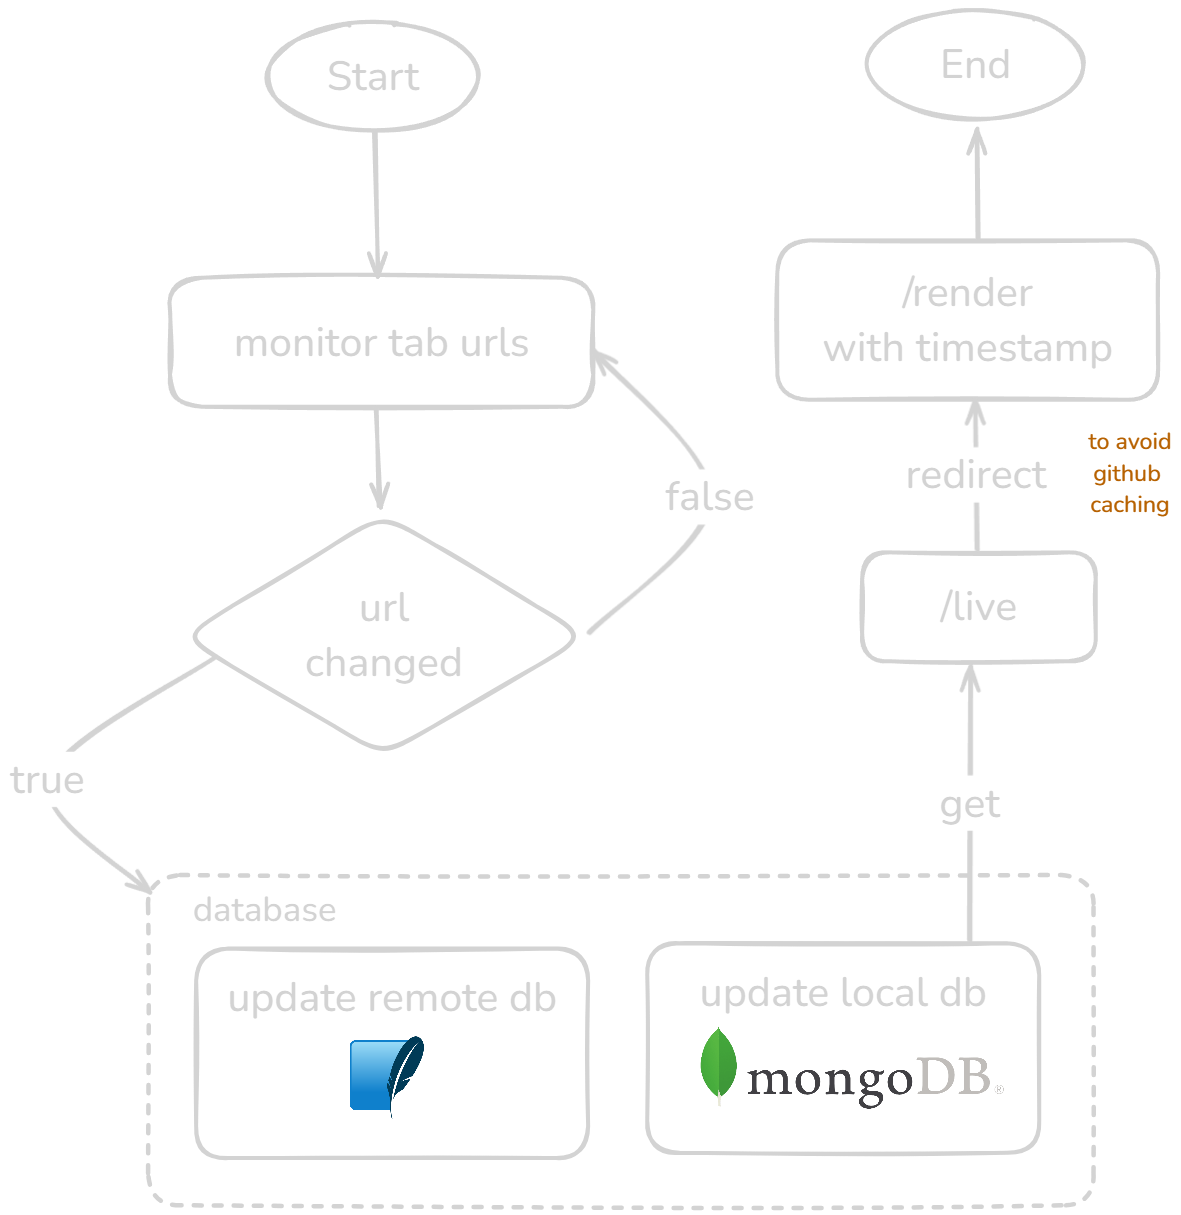 Start
monitor tab urls
url
changed
false
true
database
update remote db
update local db
mongoDB®
get
/live
redirect
to avoid
github
caching
/render
with timestamp
End